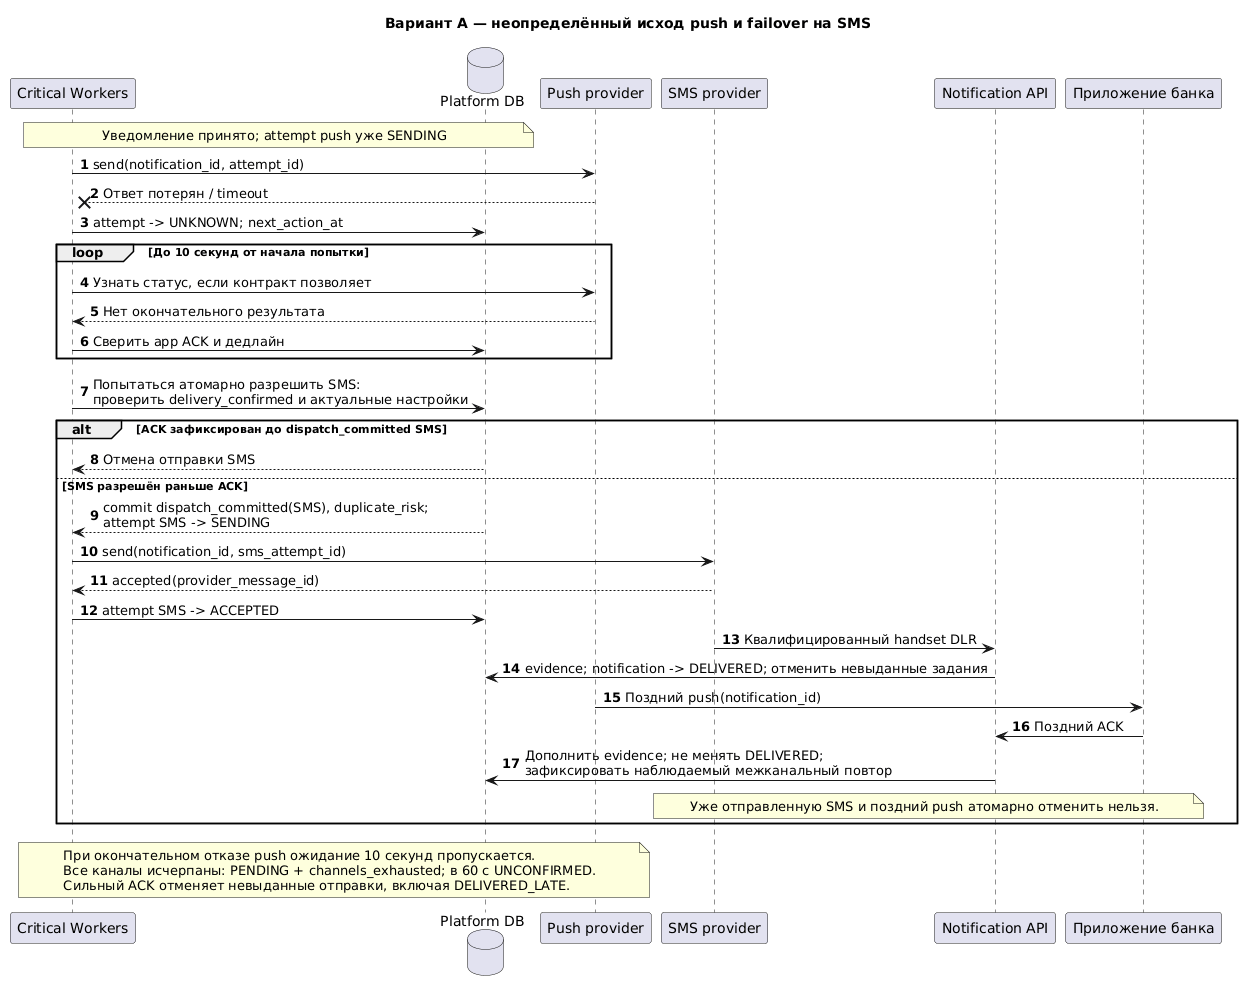 Вариант А — неопределённый исход push и failover на SMS
Critical Workers
Platform DB
Push provider
SMS provider
Notification API
Приложение банка
Уведомление принято; attempt push уже SENDING
1 send(notification_id, attempt_id)
2 Ответ потерян / timeout
3 attempt -> UNKNOWN; next_action_at
loop [До 10 секунд от начала попытки]
4 Узнать статус, если контракт позволяет
5 Нет окончательного результата
6 Сверить app ACK и дедлайн
7 Попытаться атомарно разрешить SMS:
проверить delivery_confirmed и актуальные настройки
alt [ACK зафиксирован до dispatch_committed SMS]
8 Отмена отправки SMS
[SMS разрешён раньше ACK]
9 commit dispatch_committed(SMS), duplicate_risk;
attempt SMS -> SENDING
10 send(notification_id, sms_attempt_id)
11 accepted(provider_message_id)
12 attempt SMS -> ACCEPTED
13 Квалифицированный handset DLR
14 evidence; notification -> DELIVERED; отменить невыданные задания
15 Поздний push(notification_id)
16 Поздний ACK
17 Дополнить evidence; не менять DELIVERED;
зафиксировать наблюдаемый межканальный повтор
Уже отправленную SMS и поздний push атомарно отменить нельзя.
При окончательном отказе push ожидание 10 секунд пропускается.
Все каналы исчерпаны: PENDING + channels_exhausted; в 60 с UNCONFIRMED.
Сильный ACK отменяет невыданные отправки, включая DELIVERED_LATE.
Critical Workers
Platform DB
Push provider
SMS provider
Notification API
Приложение банка